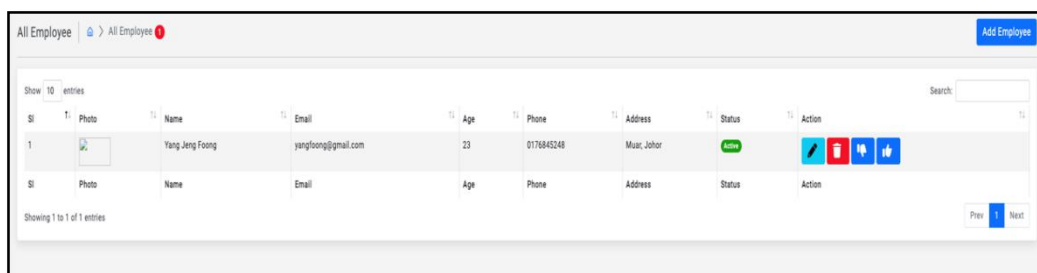 All Employee All Employee 1 Add Employee
Show 10 entries Search:
Sl Photo Name Email Age Phone Address Status Action
1 Yang Jeng Foong yangfoong@gmail.com 23 0176845248 Muar, Johor Active
Sl Photo Name Email Age Phone Address Status Action
Showing 1 to 1 of 1 entries Prev 1 Next